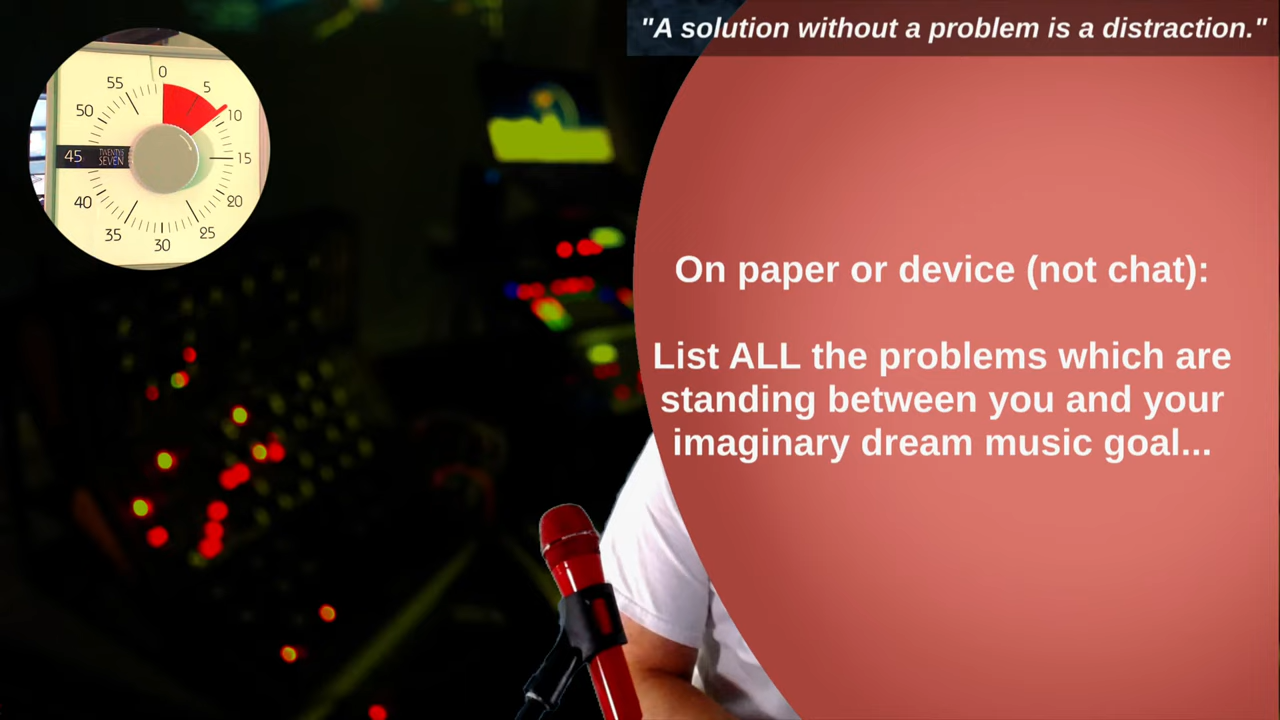 "A solution without a problem is a distraction."
0
55
5
50
10
45
TWENTY5
SEVEN
15
40
20
35
25
30
On paper or device (not chat):
List ALL the problems which are
standing between you and your
imaginary dream music goal...